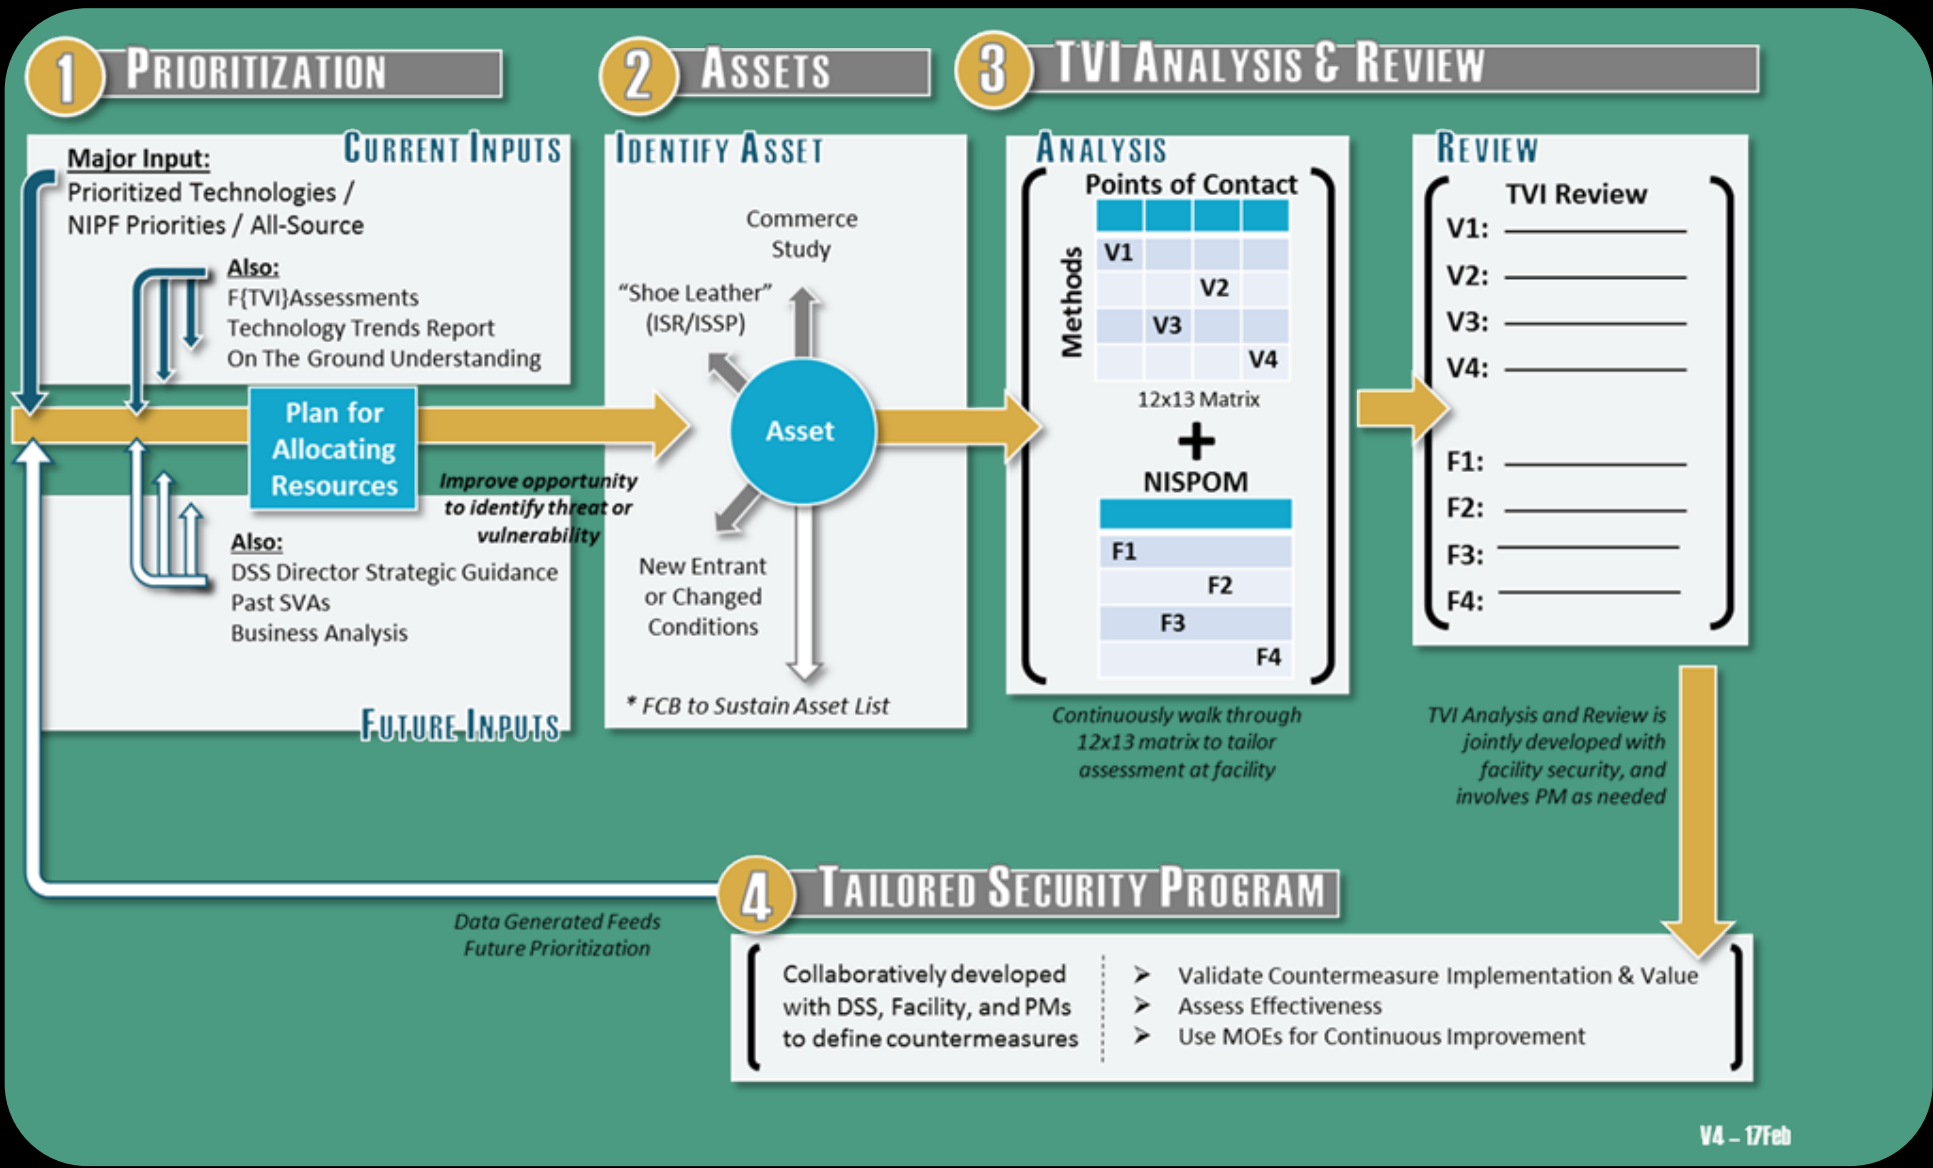 1 PRIORITIZATION
CURRENT INPUTS
Major Input:
Prioritized Technologies /
NIPF Priorities / All-Source
Also:
F{TVI}Assessments
Technology Trends Report
On The Ground Understanding
Plan for
Allocating
Resources
Improve opportunity
to identify threat or
vulnerability
Also:
DSS Director Strategic Guidance
Past SVAs
Business Analysis
FUTURE INPUTS
2 ASSETS
IDENTIFY ASSET
Commerce
Study
“Shoe Leather”
(ISR/ISSP)
Asset
New Entrant
or Changed
Conditions
* FCB to Sustain Asset List
3 TVI ANALYSIS & REVIEW
ANALYSIS
Points of Contact
Methods
V1
V2
V3
V4
12x13 Matrix
+
NISPOM
F1
F2
F3
F4
Continuously walk through
12x13 matrix to tailor
assessment at facility
REVIEW
TVI Review
V1:
V2:
V3:
V4:
F1:
F2:
F3:
F4:
TVI Analysis and Review is
jointly developed with
facility security, and
involves PM as needed
4 TAILORED SECURITY PROGRAM
Data Generated Feeds
Future Prioritization
Collaboratively developed
with DSS, Facility, and PMs
to define countermeasures
➢ Validate Countermeasure Implementation & Value
➢ Assess Effectiveness
➢ Use MOEs for Continuous Improvement
V4 – 17Feb